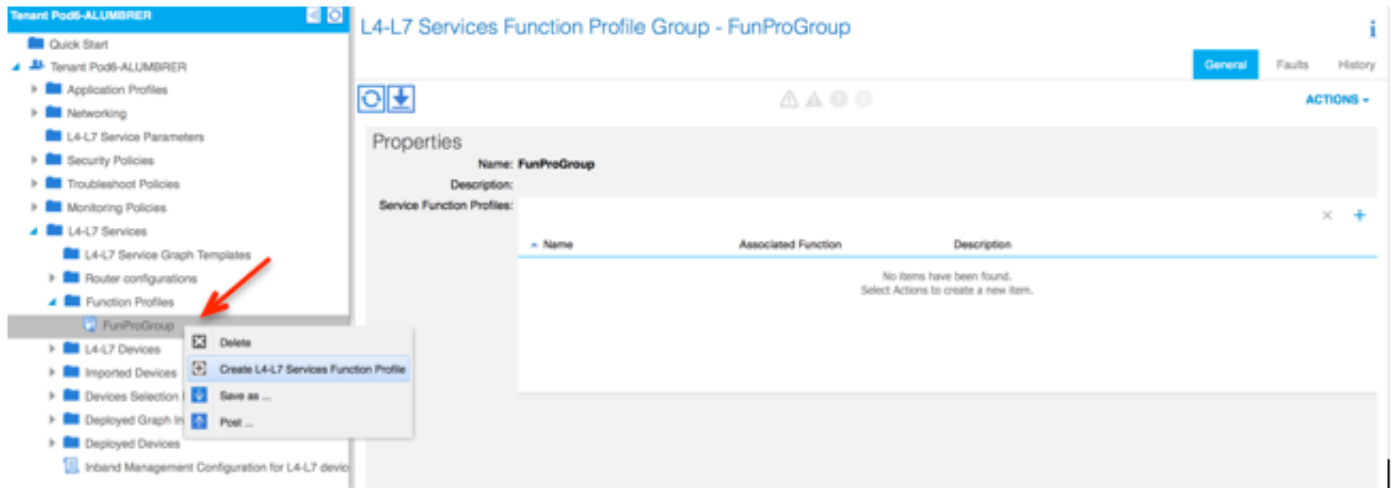 Tenant Pod6-ALUMBRER
Quick Start
Tenant Pod6-ALUMBRER
Application Profiles
Networking
L4-L7 Service Parameters
Security Policies
Troubleshoot Policies
Monitoring Policies
L4-L7 Services
L4-L7 Service Graph Templates
Router configurations
Function Profiles
FunProGroup
L4-L7 Devices
Imported Devices
Devices Selection
Deployed Graph In
Deployed Devices
Inband Management Configuration for L4-L7 devic
Delete
Create L4-L7 Services Function Profile
Save as ...
Post ...
L4-L7 Services Function Profile Group - FunProGroup
i
General Faults History
ACTIONS
Properties
Name: FunProGroup
Description:
Service Function Profiles:
Name Associated Function Description
No items have been found.
Select Actions to create a new item.